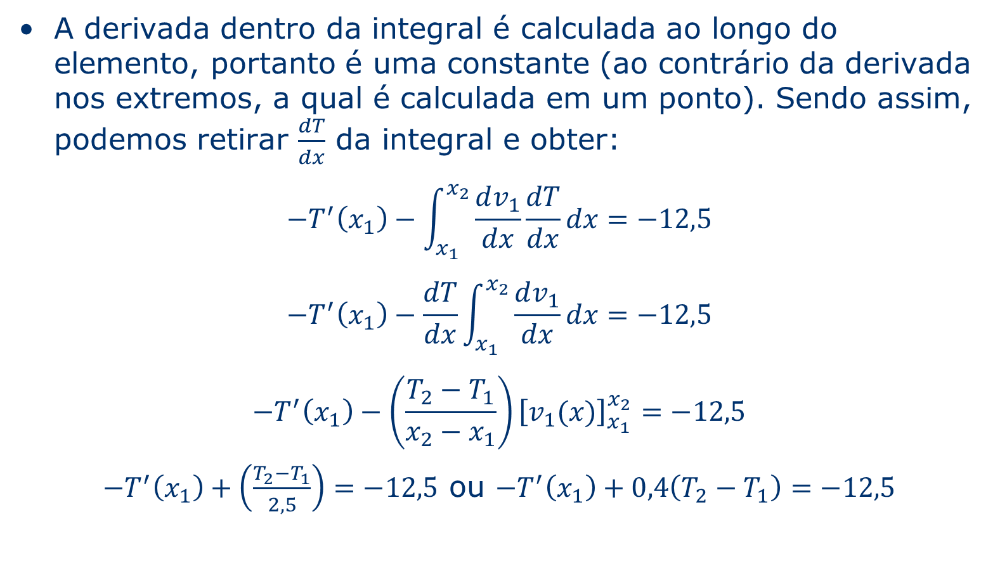 • A derivada dentro da integral é calculada ao longo do
elemento, portanto é uma constante (ao contrário da derivada
nos extremos, a qual é calculada em um ponto). Sendo assim,
podemos retirar $\frac{dT}{dx}$ da integral e obter:
$-T'(x_1) - \int_{x_1}^{x_2} \frac{dv_1}{dx} \frac{dT}{dx} dx = -12,5$
$-T'(x_1) - \frac{dT}{dx} \int_{x_1}^{x_2} \frac{dv_1}{dx} dx = -12,5$
$-T'(x_1) - \left(\frac{T_2 - T_1}{x_2 - x_1}\right) [v_1(x)]_{x_1}^{x_2} = -12,5$
$-T'(x_1) + \left(\frac{T_2 - T_1}{2,5}\right) = -12,5$ ou $-T'(x_1) + 0,4(T_2 - T_1) = -12,5$